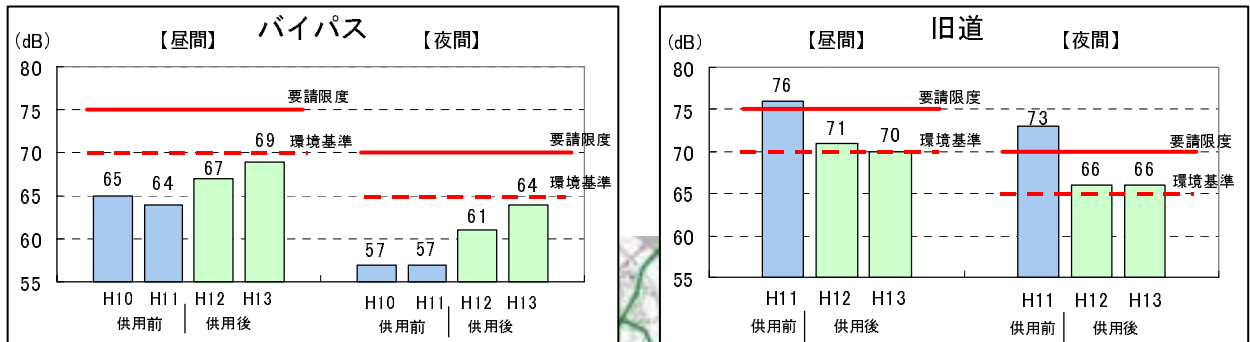 バイパス
(dB)
【昼間】
【夜間】
80
75
70
65
60
55
要請限度
環境基準
要請限度
環境基準
65
64
67
69
57
57
61
64
H10
H11
H12
H13
H10
H11
H12
H13
供用前
供用後
供用前
供用後
旧道
(dB)
【昼間】
【夜間】
80
75
70
65
60
55
要請限度
環境基準
要請限度
環境基準
76
71
70
73
66
66
H11
H12
H13
H11
H12
H13
供用前
供用後
供用前
供用後